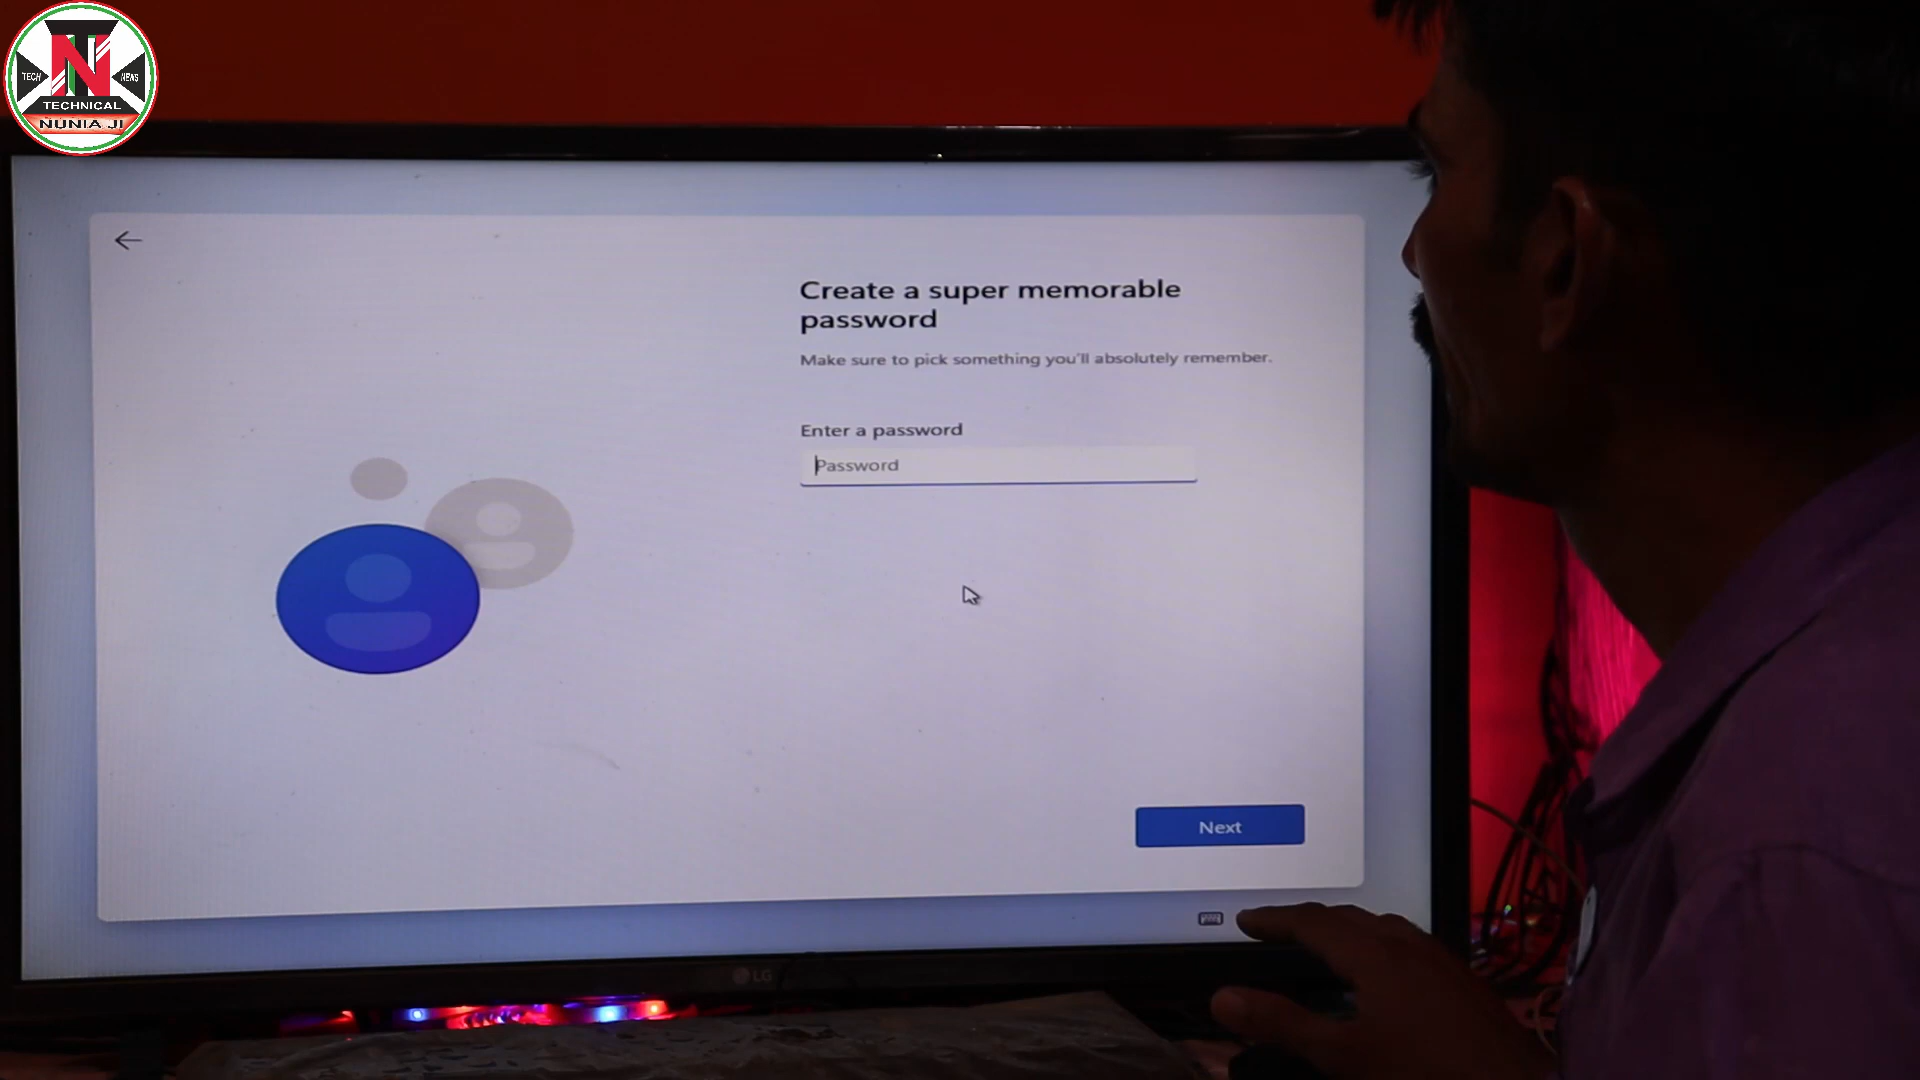 TN
TECH
NEWS
TECHNICAL
NUNIA JI
Create a super memorable
password
Make sure to pick something you'll absolutely remember.
Enter a password
Password
Next
LG